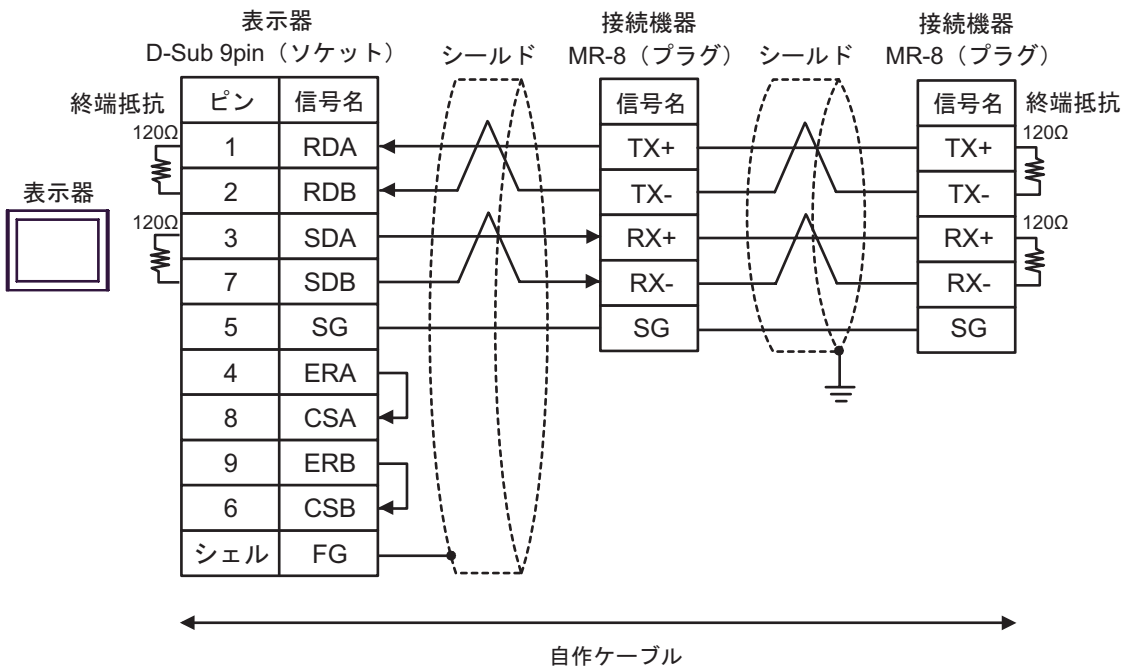 表示器
D-Sub 9pin（ソケット）
シールド
接続機器
MR-8（プラグ）
シールド
接続機器
MR-8（プラグ）
終端抵抗
ピン 信号名
信号名
信号名
終端抵抗
120Ω
1 RDA
TX+
TX+
120Ω
2 RDB
TX-
TX-
表示器
120Ω
3 SDA
RX+
RX+
120Ω
7 SDB
RX-
RX-
5 SG
SG
SG
4 ERA
8 CSA
9 ERB
6 CSB
シェル FG
自作ケーブル